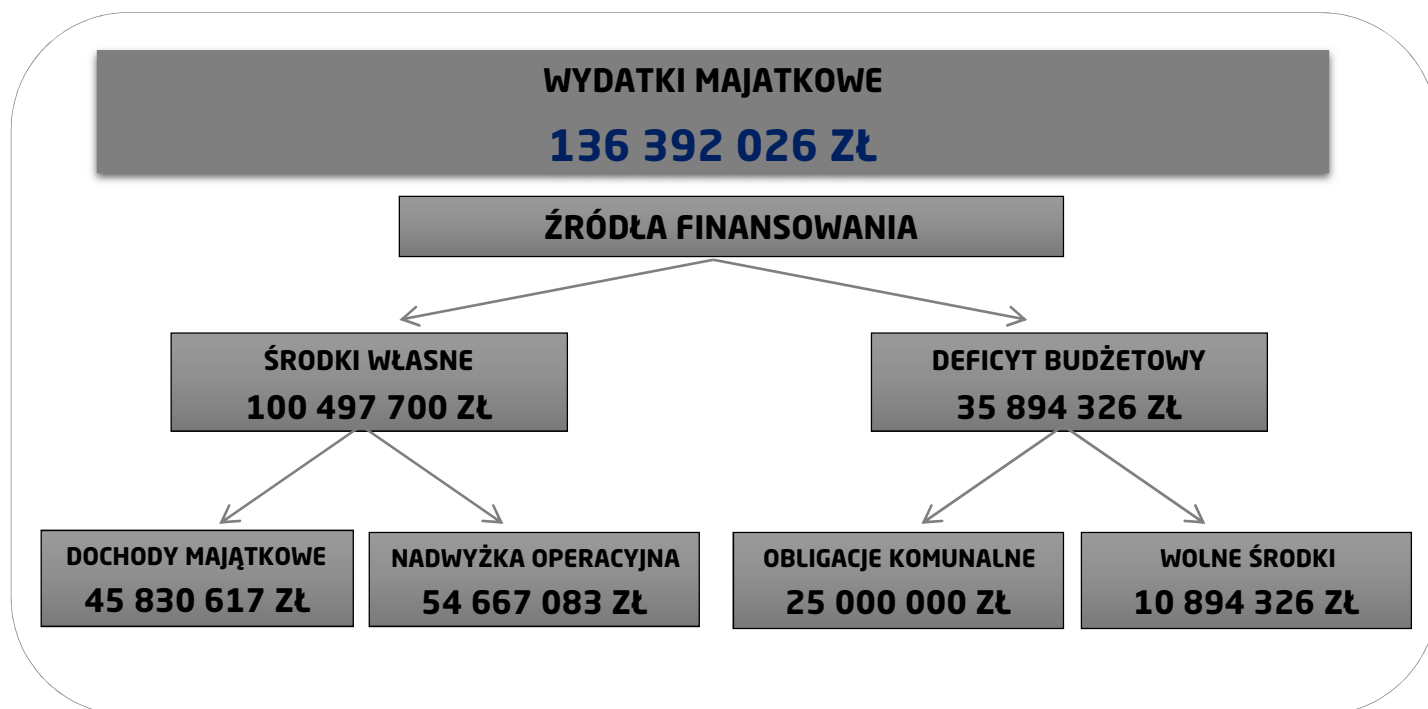 WYDATKI MAJATKOWE
136 392 026 ZŁ
ŹRÓDŁA FINANSOWANIA
ŚRODKI WŁASNE
100 497 700 ZŁ
DEFICYT BUDŻETOWY
35 894 326 ZŁ
DOCHODY MAJĄTKOWE
45 830 617 ZŁ
NADWYŻKA OPERACYJNA
54 667 083 ZŁ
OBLIGACJE KOMUNALNE
25 000 000 ZŁ
WOLNE ŚRODKI
10 894 326 ZŁ